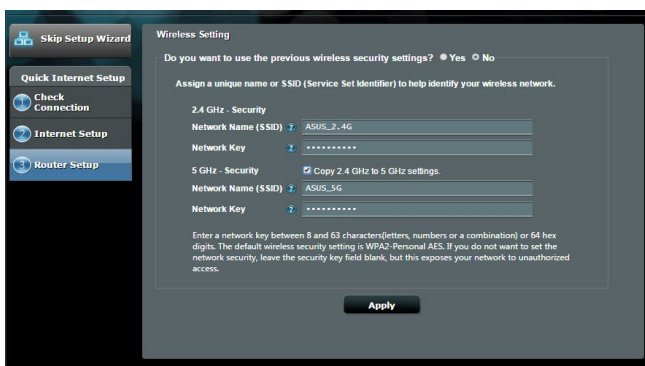 Skip Setup Wizard
Quick Internet Setup
1 Check
Connection
2 Internet Setup
3 Router Setup
Wireless Setting
Do you want to use the previous wireless security settings? Yes No
Assign a unique name or SSID (Service Set Identifier) to help identify your wireless network.
2.4 GHz - Security
Network Name (SSID) ? ASUS_2.4G
Network Key ? ••••••••••
5 GHz - Security Copy 2.4 GHz to 5 GHz settings.
Network Name (SSID) ? ASUS_5G
Network Key ? ••••••••••
Enter a network key between 8 and 63 characters(letters, numbers or a combination) or 64 hex
digits. The default wireless security setting is WPA2-Personal AES. If you do not want to set the
network security, leave the security key field blank, but this exposes your network to unauthorized
access.
Apply